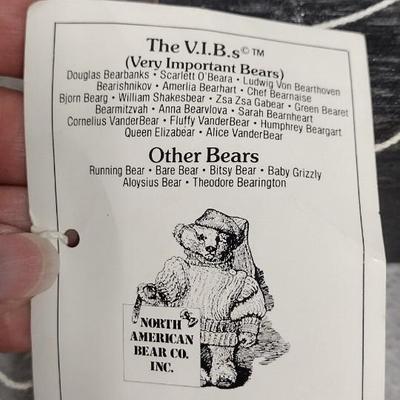 The V.I.B.s©™
(Very Important Bears)
Douglas Bearbanks • Scarlett O'Beara • Ludwig Von Bearthoven
Bearishnikov • Amerlia Bearhart • Chef Bearnaise
Bjorn Bearg • William Shakesbear • Zsa Zsa Gabear • Green Bearet
Bearmitzvah • Anna Bearvlova • Sarah Bearnheart
Cornelius VanderBear • Fluffy VanderBear • Humphrey Beargart
Queen Elizabear • Alice VanderBear
Other Bears
Running Bear • Bare Bear • Bitsy Bear • Baby Grizzly
Aloysius Bear • Theodore Bearington
NORTH
AMERICAN
BEAR CO.
INC.